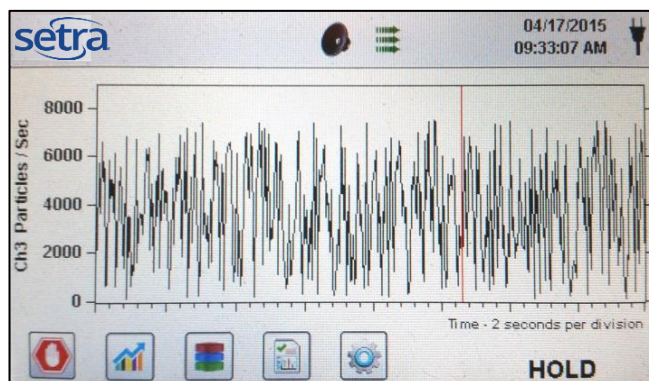 setra
04/17/2015
09:33:07 AM
Ch3 Particles / Sec
8000
6000
4000
2000
0
Time - 2 seconds per division
HOLD